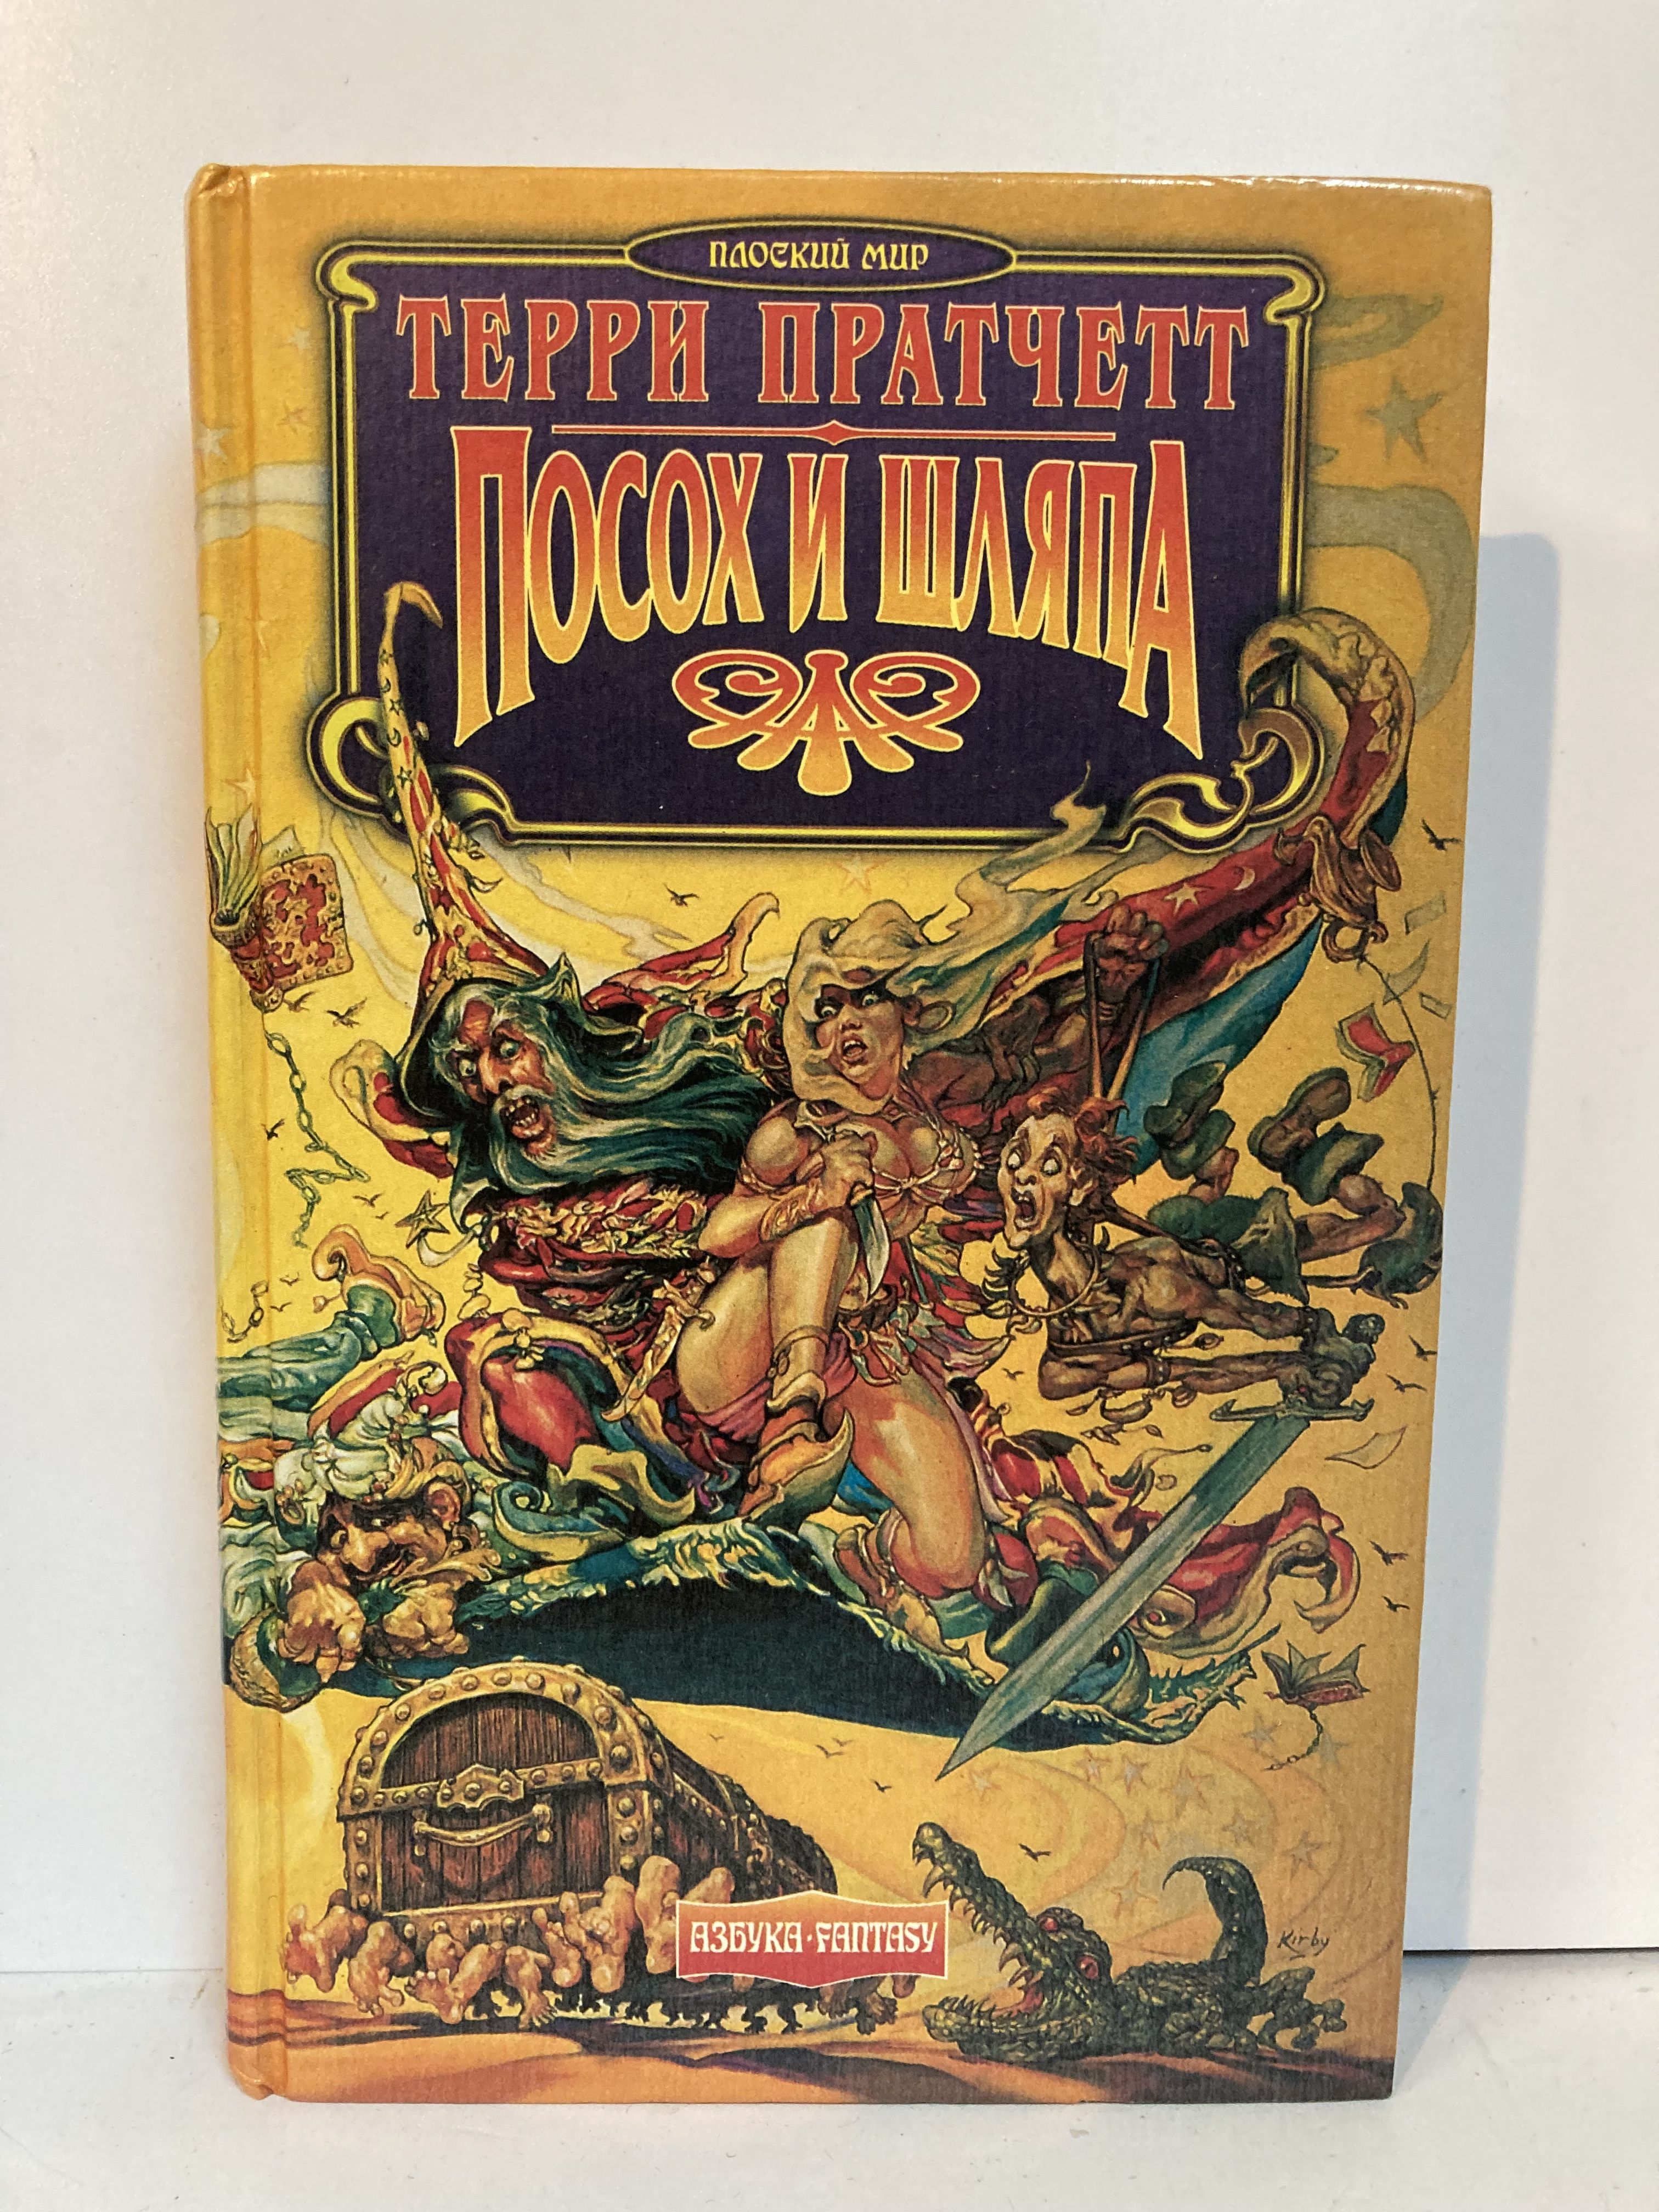 ПЛОСКИЙ МИР
ТЕРРИ ПРАТЧЕТТ
ПОСОХ И ШЛЯПА
АЗБУКА·FANTASY
Kirby